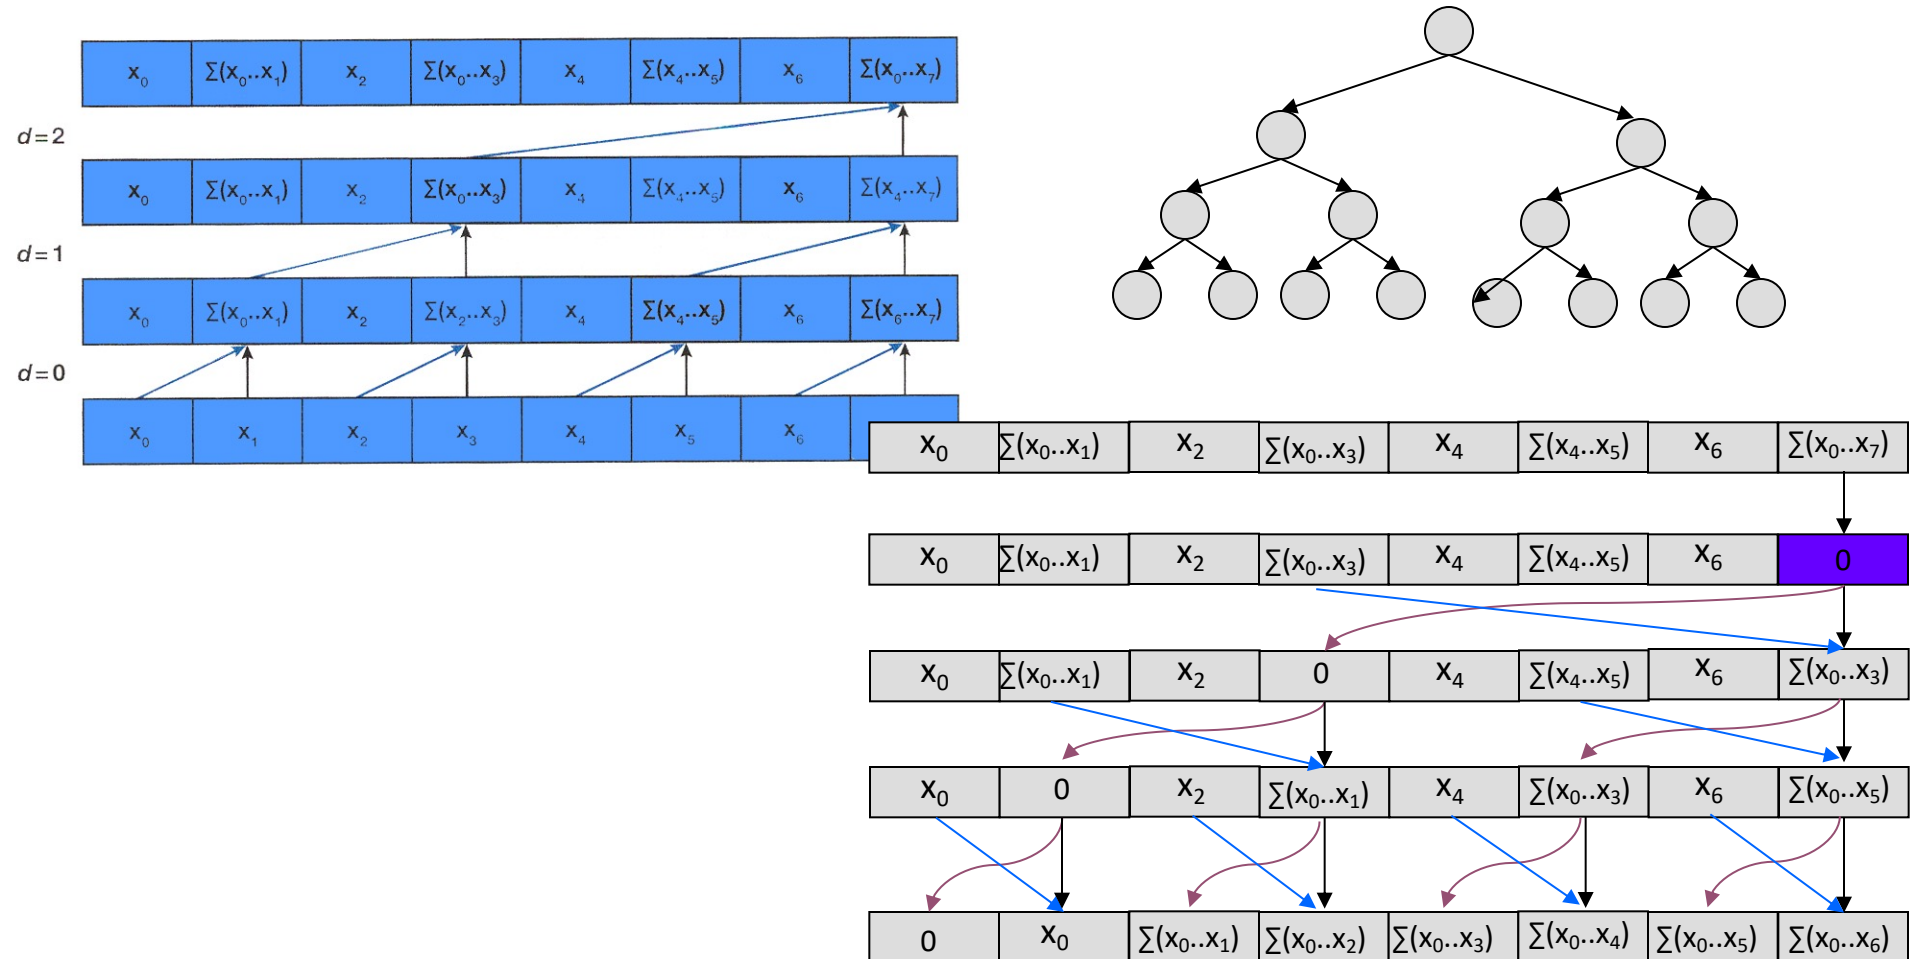 x₀ ∑(x₀..x₁) x₂ ∑(x₀..x₃) x₄ ∑(x₄..x₅) x₆ ∑(x₀..x₇)
d=2
x₀ ∑(x₀..x₁) x₂ ∑(x₀..x₃) x₄ ∑(x₄..x₅) x₆ ∑(x₄..x₇)
d=1
x₀ ∑(x₀..x₁) x₂ ∑(x₂..x₃) x₄ ∑(x₄..x₅) x₆ ∑(x₆..x₇)
d=0
x₀ x₁ x₂ x₃ x₄ x₅ x₆
x₀ ∑(x₀..x₁) x₂ ∑(x₀..x₃) x₄ ∑(x₄..x₅) x₆ ∑(x₀..x₇)
x₀ ∑(x₀..x₁) x₂ ∑(x₀..x₃) x₄ ∑(x₄..x₅) x₆ 0
x₀ ∑(x₀..x₁) x₂ 0 x₄ ∑(x₄..x₅) x₆ ∑(x₀..x₃)
x₀ 0 x₂ ∑(x₀..x₁) x₄ ∑(x₀..x₃) x₆ ∑(x₀..x₅)
0 x₀ ∑(x₀..x₁) ∑(x₀..x₂) ∑(x₀..x₃) ∑(x₀..x₄) ∑(x₀..x₅) ∑(x₀..x₆)